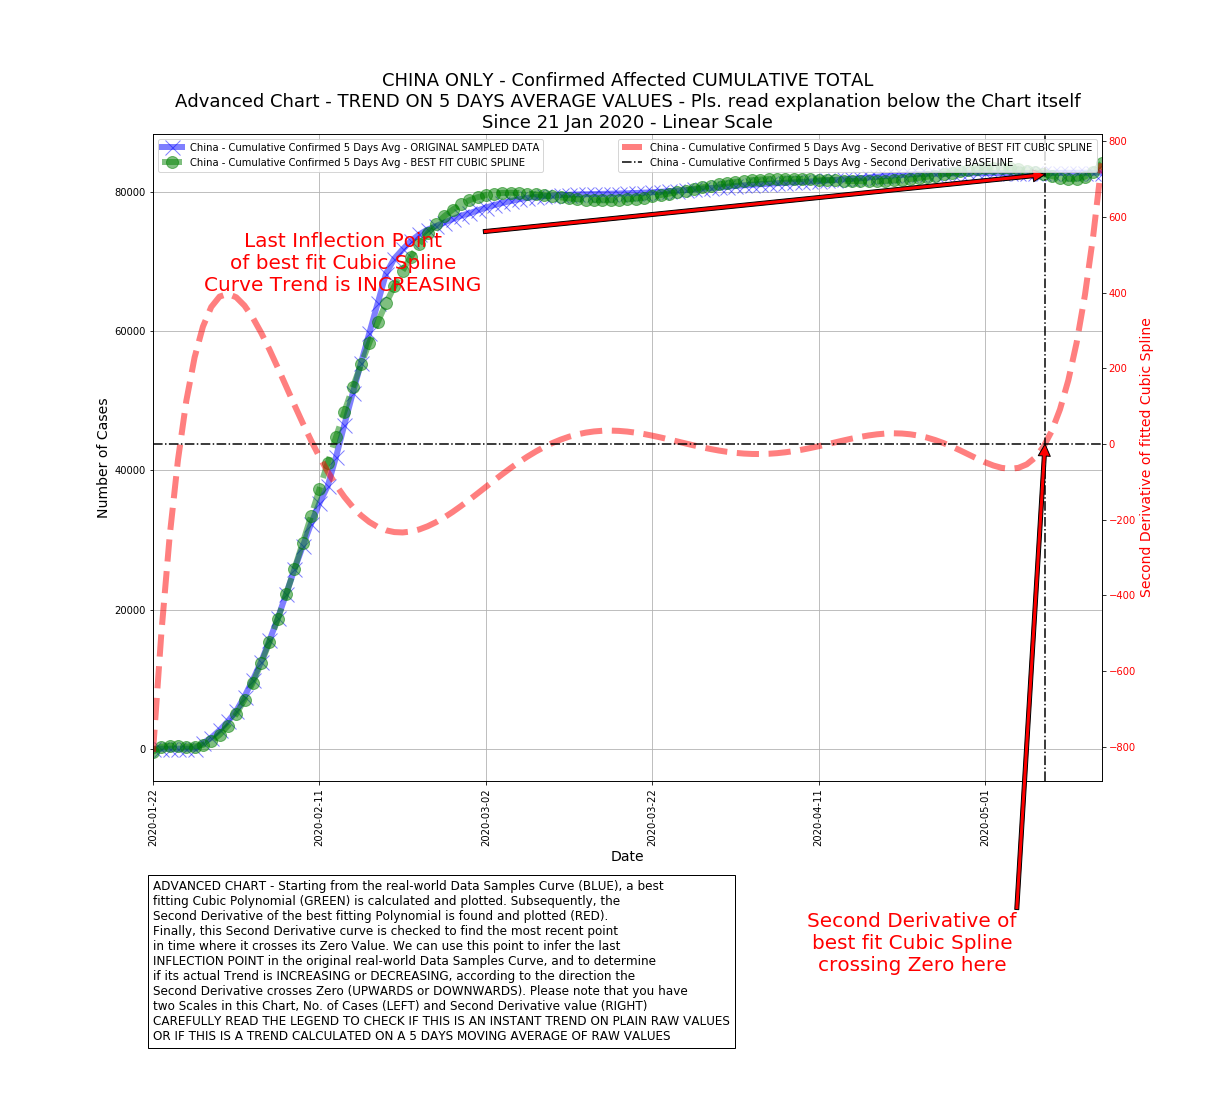 CHINA ONLY - Confirmed Affected CUMULATIVE TOTAL
Advanced Chart - TREND ON 5 DAYS AVERAGE VALUES - Pls. read explanation below the Chart itself
Since 21 Jan 2020 - Linear Scale
China - Cumulative Confirmed 5 Days Avg - ORIGINAL SAMPLED DATA
China - Cumulative Confirmed 5 Days Avg - BEST FIT CUBIC SPLINE
China - Cumulative Confirmed 5 Days Avg - Second Derivative of BEST FIT CUBIC SPLINE
China - Cumulative Confirmed 5 Days Avg - Second Derivative BASELINE
Last Inflection Point
of best fit Cubic Spline
Curve Trend is INCREASING
Number of Cases
80000
60000
40000
20000
0
800
600
400
200
0
−200
−400
−600
−800
Second Derivative of fitted Cubic Spline
2020-01-22
2020-02-11
2020-03-02
2020-03-22
2020-04-11
2020-05-01
Date
Second Derivative of
best fit Cubic Spline
crossing Zero here
ADVANCED CHART - Starting from the real-world Data Samples Curve (BLUE), a best
fitting Cubic Polynomial (GREEN) is calculated and plotted. Subsequently, the
Second Derivative of the best fitting Polynomial is found and plotted (RED).
Finally, this Second Derivative curve is checked to find the most recent point
in time where it crosses its Zero Value. We can use this point to infer the last
INFLECTION POINT in the original real-world Data Samples Curve, and to determine
if its actual Trend is INCREASING or DECREASING, according to the direction the
Second Derivative crosses Zero (UPWARDS or DOWNWARDS). Please note that you have
two Scales in this Chart, No. of Cases (LEFT) and Second Derivative value (RIGHT)
CAREFULLY READ THE LEGEND TO CHECK IF THIS IS AN INSTANT TREND ON PLAIN RAW VALUES
OR IF THIS IS A TREND CALCULATED ON A 5 DAYS MOVING AVERAGE OF RAW VALUES